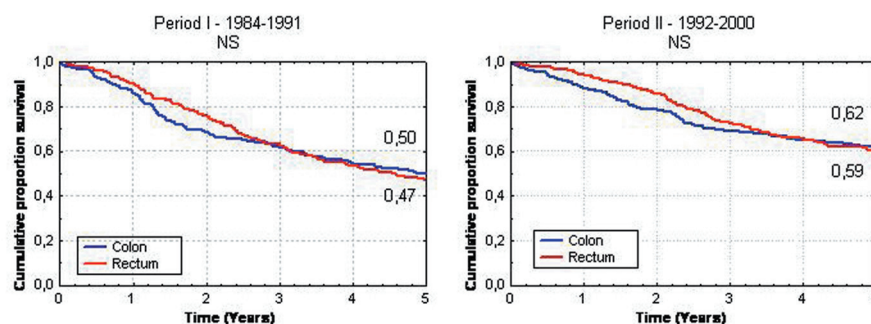 Period I - 1984-1991
NS
Cumulative proportion survival
1,0
0,8
0,6
0,4
0,2
0,0
0,50
0,47
Colon
Rectum
0 1 2 3 4 5
Time (Years)
Period II - 1992-2000
NS
Cumulative proportion survival
1,0
0,8
0,6
0,4
0,2
0,0
0,62
0,59
Colon
Rectum
0 1 2 3 4 5
Time (Years)